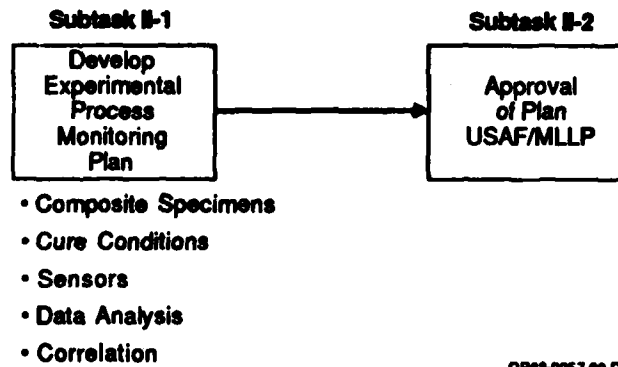 Subtask II-1
Subtask II-2
Develop
Experimental
Process
Monitoring
Plan
Approval
of Plan
USAF/MLLP
• Composite Specimens
• Cure Conditions
• Sensors
• Data Analysis
• Correlation